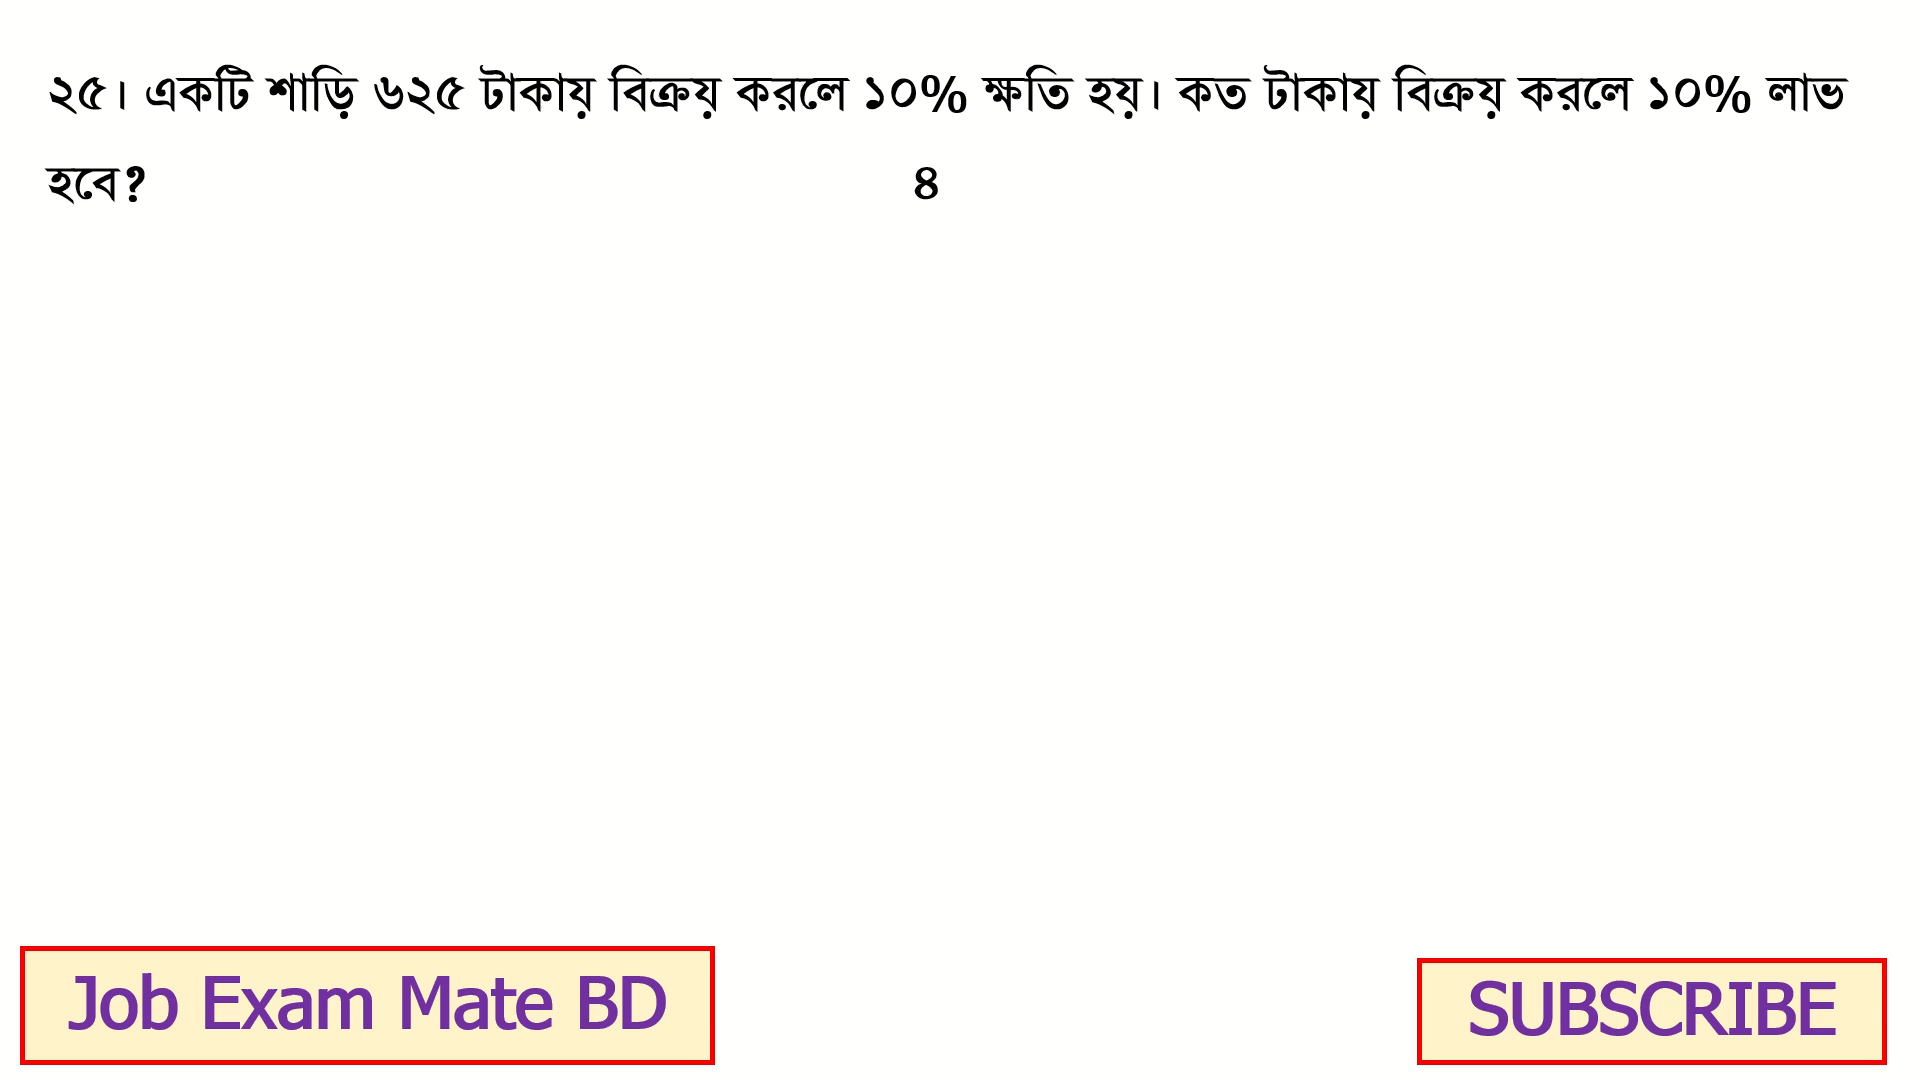 ২৫। একটি শাড়ি ৬২৫ টাকায় বিক্রয় করলে ১০% ক্ষতি হয়। কত টাকায় বিক্রয় করলে ১০% লাভ
হবে? ৪
Job Exam Mate BD
SUBSCRIBE